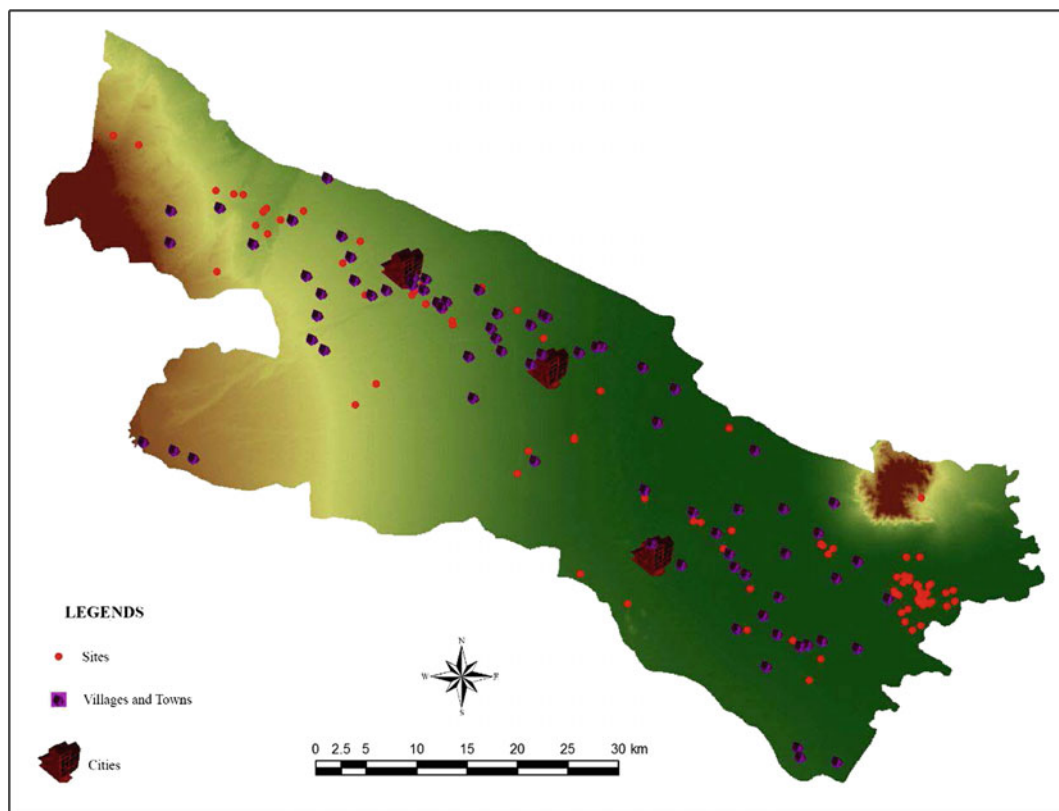 LEGENDS
Sites
Villages and Towns
Cities
N
W E
S
0 2.5 5 10 15 20 25 30 km